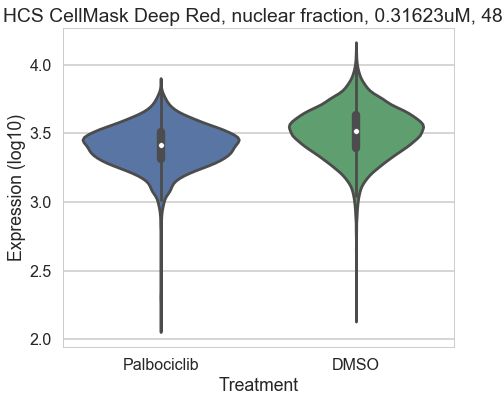 HCS CellMask Deep Red, nuclear fraction, 0.31623uM, 48
Expression (log10)
4.0
3.5
3.0
2.5
2.0
Palbociclib DMSO
Treatment